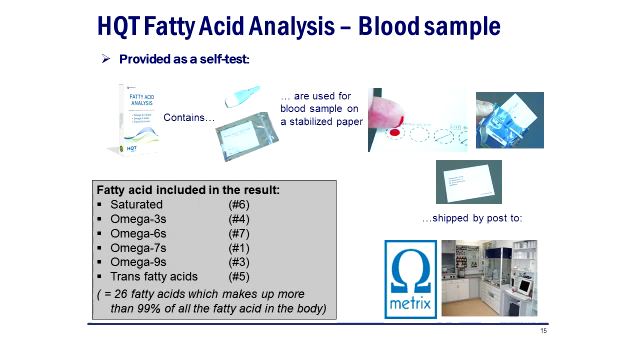 HQT Fatty Acid Analysis – Blood sample
➢ Provided as a self-test:
FATTY ACID
ANALYSIS
HQT
Contains…
… are used for
blood sample on
a stabilized paper
Fatty acid included in the result:
▪ Saturated (#6)
▪ Omega-3s (#4)
▪ Omega-6s (#7)
▪ Omega-7s (#1)
▪ Omega-9s (#3)
▪ Trans fatty acids (#5)
( = 26 fatty acids which makes up more
than 99% of all the fatty acid in the body)
…shipped by post to:
Ω
metrix
15